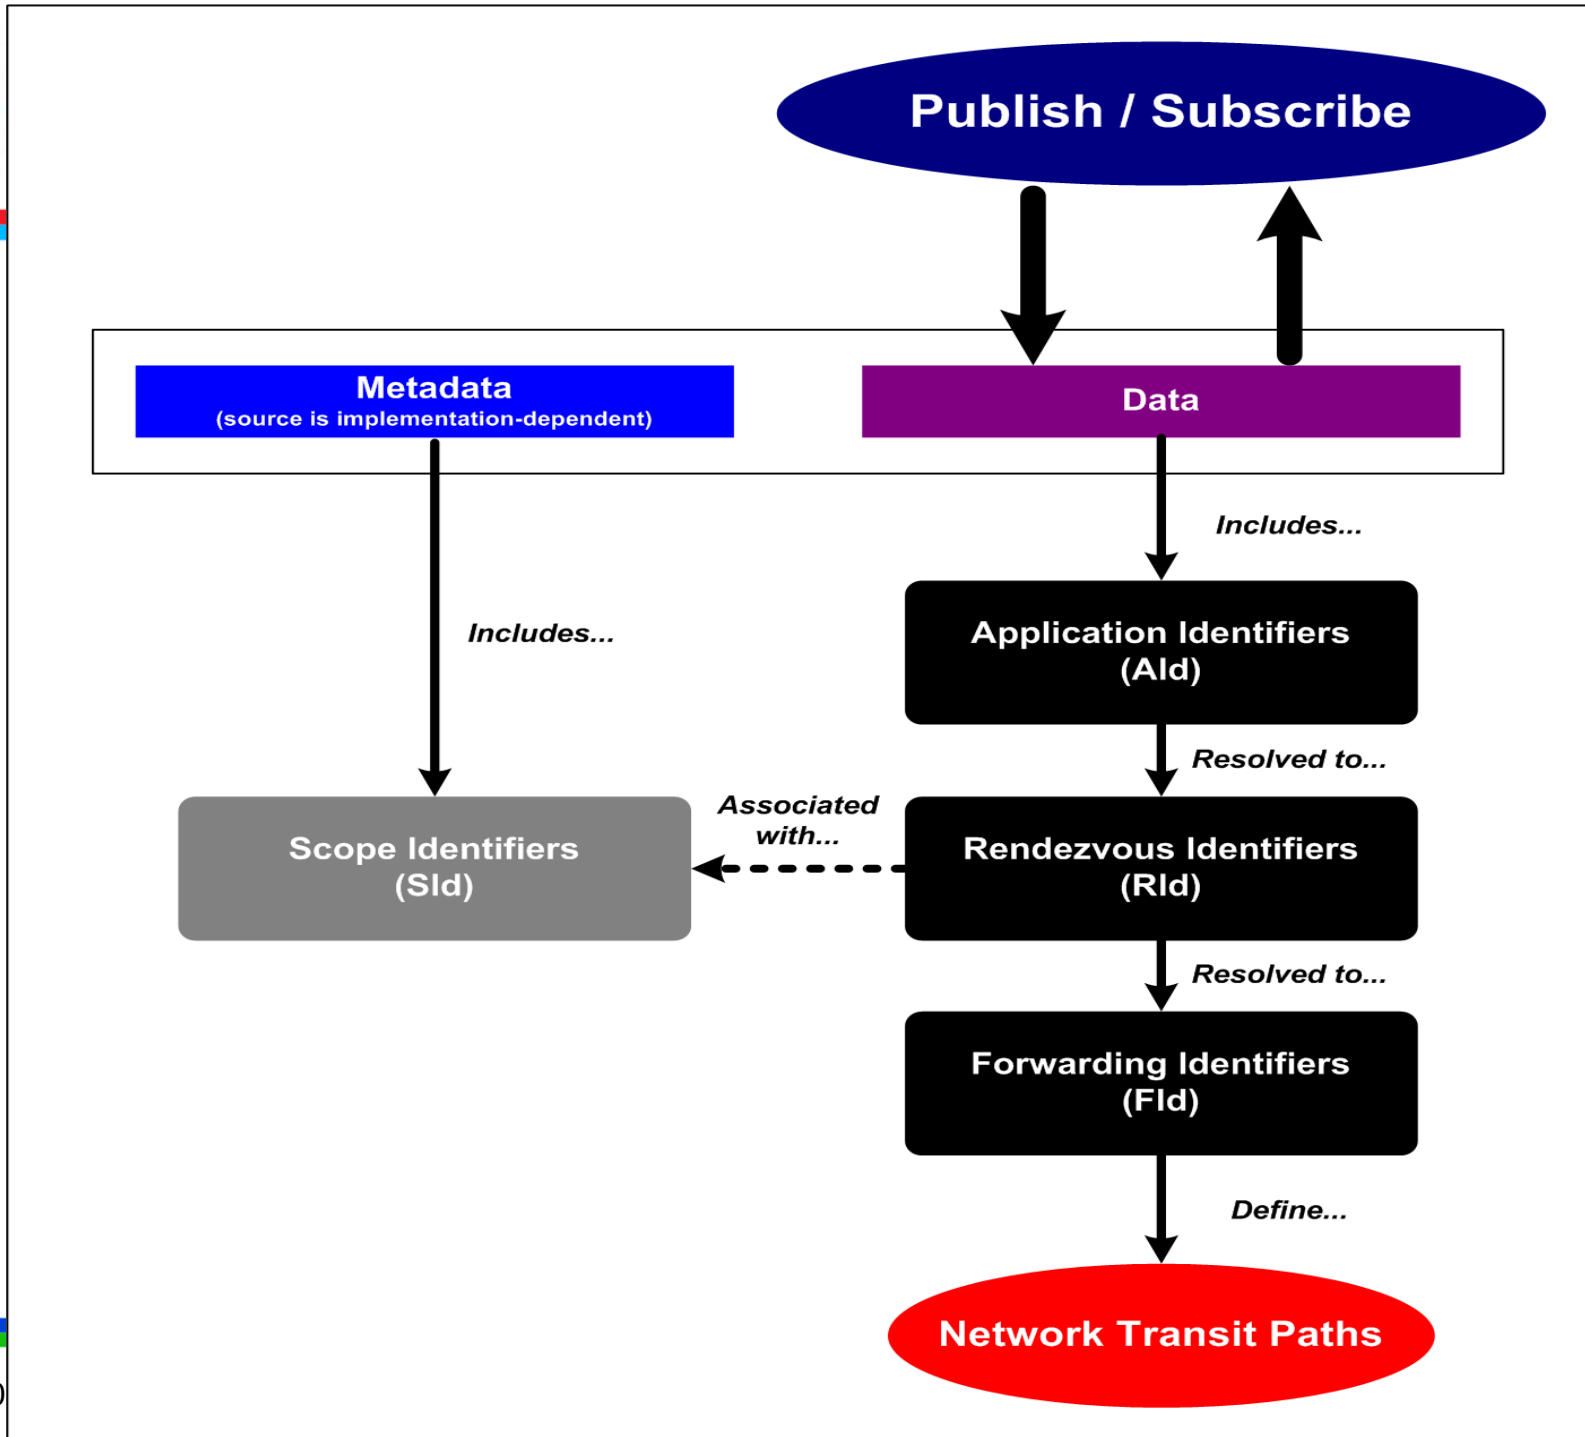 Publish / Subscribe
Metadata
(source is implementation-dependent)
Data
Includes...
Includes...
Application Identifiers
(AId)
Resolved to...
Associated
with...
Scope Identifiers
(SId)
Rendezvous Identifiers
(RId)
Resolved to...
Forwarding Identifiers
(FId)
Define...
Network Transit Paths